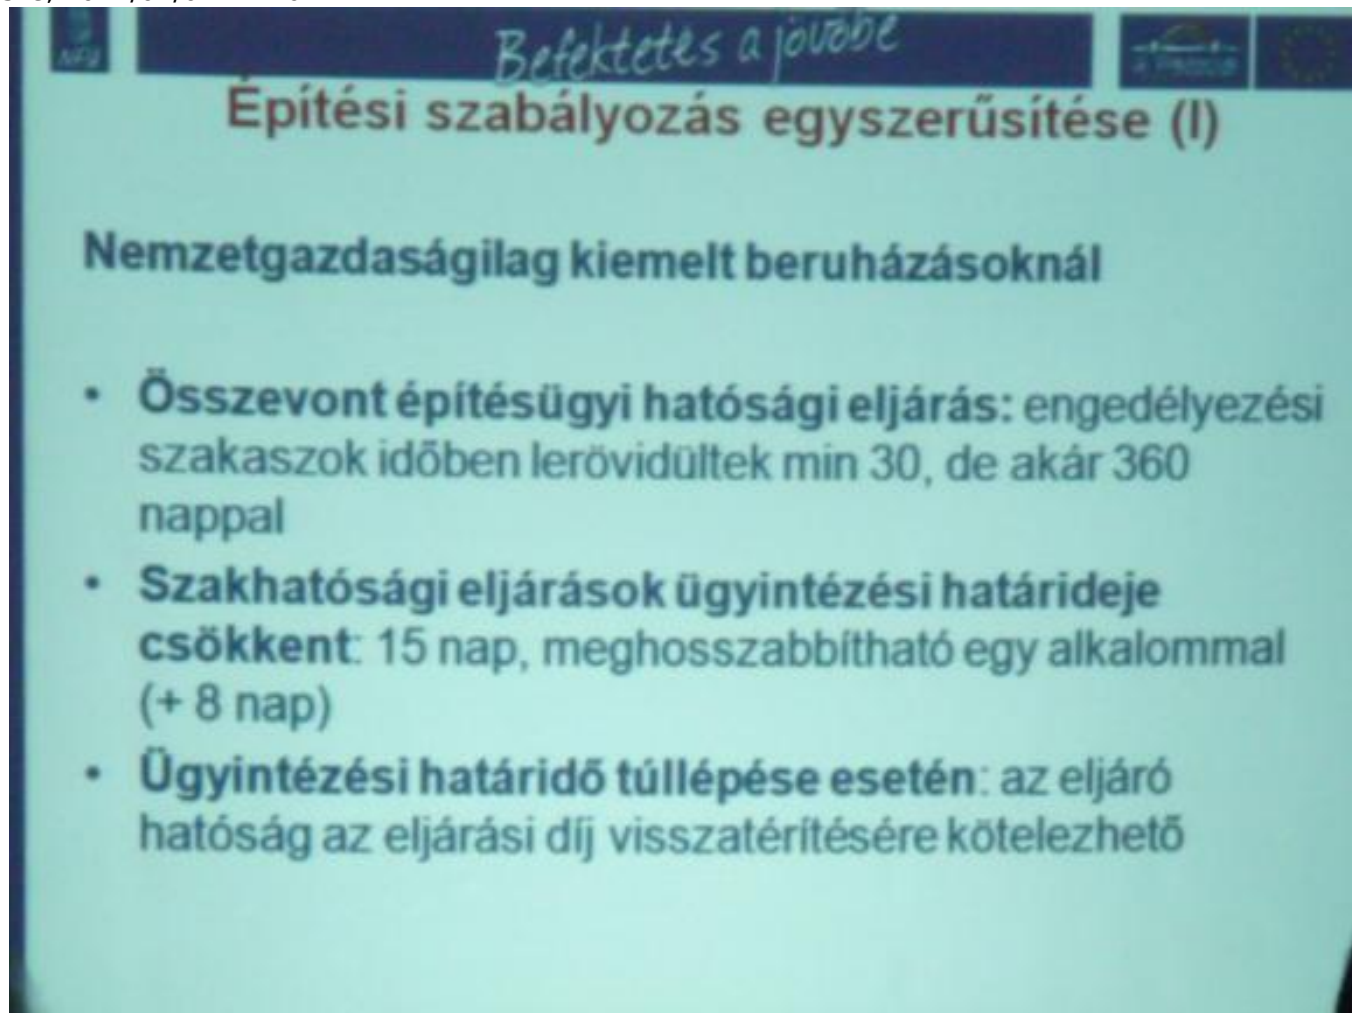 NFÜ
Befektetés a jövőbe
Építési szabályozás egyszerűsítése (I)
Nemzetgazdaságilag kiemelt beruházásoknál
• Összevont építésügyi hatósági eljárás: engedélyezési
szakaszok időben lerövidültek min 30, de akár 360
nappal
• Szakhatósági eljárások ügyintézési határideje
csökkent: 15 nap, meghosszabbítható egy alkalommal
(+ 8 nap)
• Ügyintézési határidő túllépése esetén: az eljáró
hatóság az eljárási díj visszatérítésére kötelezhető